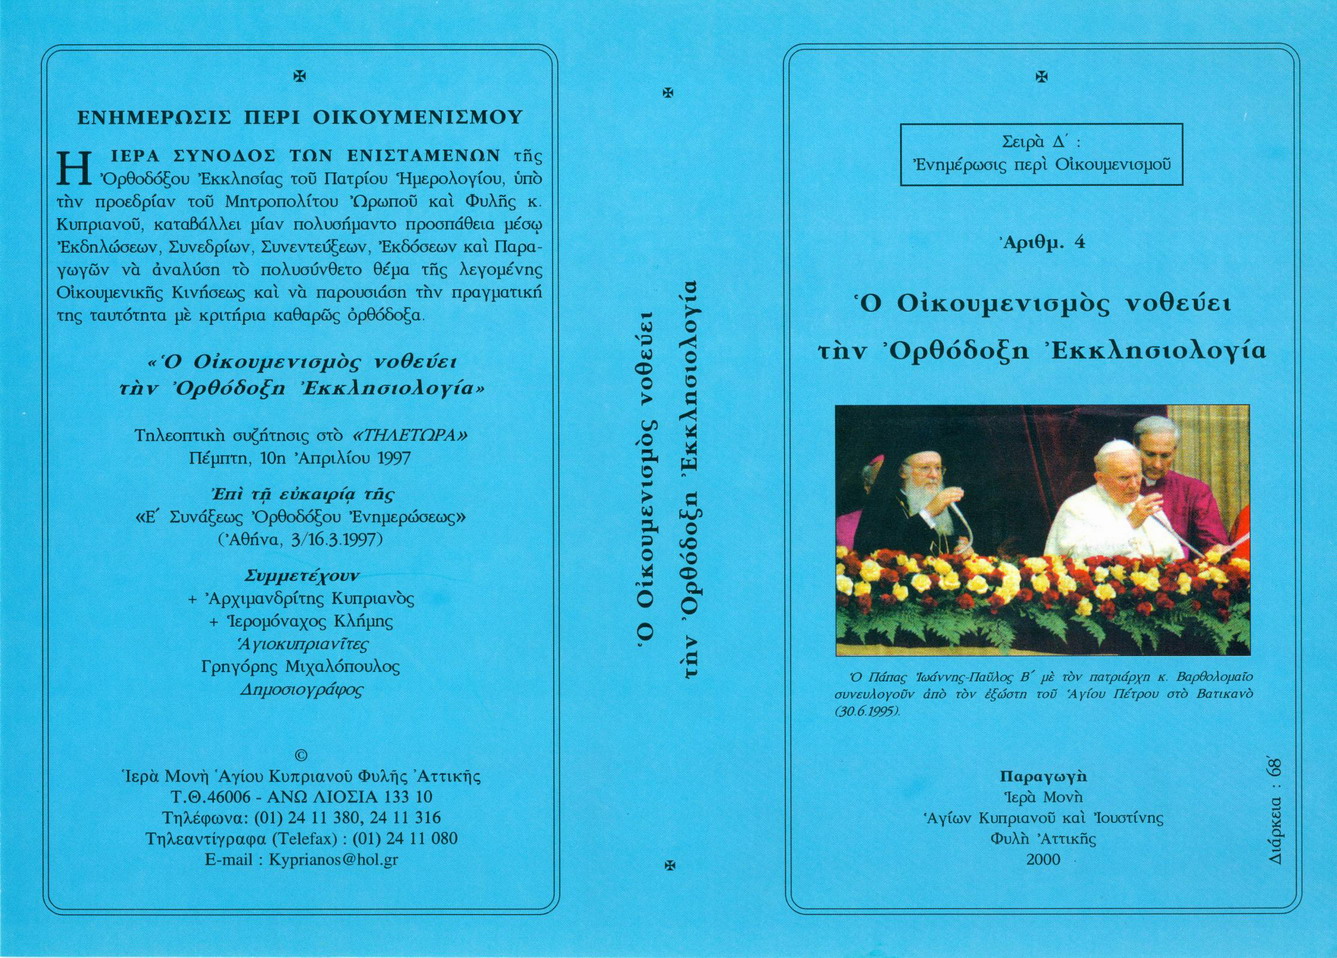 ΕΝΗΜΕΡΩΣΙΣ ΠΕΡΙ ΟΙΚΟΥΜΕΝΙΣΜΟΥ
Η ΙΕΡΑ ΣΥΝΟΔΟΣ ΤΩΝ ΕΝΙΣΤΑΜΕΝΩΝ τῆς
Ὀρθοδόξου Ἐκκλησίας τοῦ Πατρίου Ἡμερολογίου, ὑπὸ
τὴν προεδρίαν τοῦ Μητροπολίτου Ὠρωποῦ καὶ Φυλῆς κ.
Κυπριανοῦ, καταβάλλει μίαν πολυσήμαντο προσπάθεια μέσῳ
Ἐκδηλώσεων, Συνεδρίων, Συνεντεύξεων, Ἐκδόσεων καὶ Παρα-
γωγῶν νὰ ἀναλύση τὸ πολυσύνθετο θέμα τῆς λεγομένης
Οἰκουμενικῆς Κινήσεως καὶ νὰ παρουσιάση τὴν πραγματική
της ταυτότητα μὲ κριτήρια καθαρῶς ὀρθόδοξα.
«Ὁ Οἰκουμενισμὸς νοθεύει
τὴν Ὀρθόδοξη Ἐκκλησιολογία»
Τηλεοπτικὴ συζήτησις στὸ «ΤΗΛΕΤΩΡΑ»
Πέμπτη, 10η Ἀπριλίου 1997
Ἐπὶ τῇ εὐκαιρίᾳ τῆς
«Ε´ Συνάξεως Ὀρθοδόξου Ἐνημερώσεως»
(Ἀθήνα, 3/16.3.1997)
Συμμετέχουν
+ Ἀρχιμανδρίτης Κυπριανὸς
+ Ἱερομόναχος Κλήμης
Ἁγιοκυπριανῖτες
Γρηγόρης Μιχαλόπουλος
Δημοσιογράφος
©
Ἱερὰ Μονὴ Ἁγίου Κυπριανοῦ Φυλῆς Ἀττικῆς
Τ.Θ.46006 - ΑΝΩ ΛΙΟΣΙΑ 133 10
Τηλέφωνα: (01) 24 11 380, 24 11 316
Τηλεαντίγραφα (Telefax) : (01) 24 11 080
E-mail : Kyprianos@hol.gr
Ὁ Οἰκουμενισμὸς νοθεύει
τὴν Ὀρθόδοξη Ἐκκλησιολογία
Σειρὰ Δ´ :
Ἐνημέρωσις περὶ Οἰκουμενισμοῦ
Ἀριθμ. 4
Ὁ Οἰκουμενισμὸς νοθεύει
τὴν Ὀρθόδοξη Ἐκκλησιολογία
Ὁ Πάπας Ἰωάννης-Παῦλος Β´ μὲ τὸν πατριάρχη κ. Βαρθολομαῖο
συνευλογοῦν ἀπὸ τὸν ἐξώστη τοῦ Ἁγίου Πέτρου στὸ Βατικανὸ
(30.6.1995).
Παραγωγὴ
Ἱερὰ Μονὴ
Ἁγίων Κυπριανοῦ καὶ Ἰουστίνης
Φυλὴ Ἀττικῆς
2000
Διάρκεια : 68´